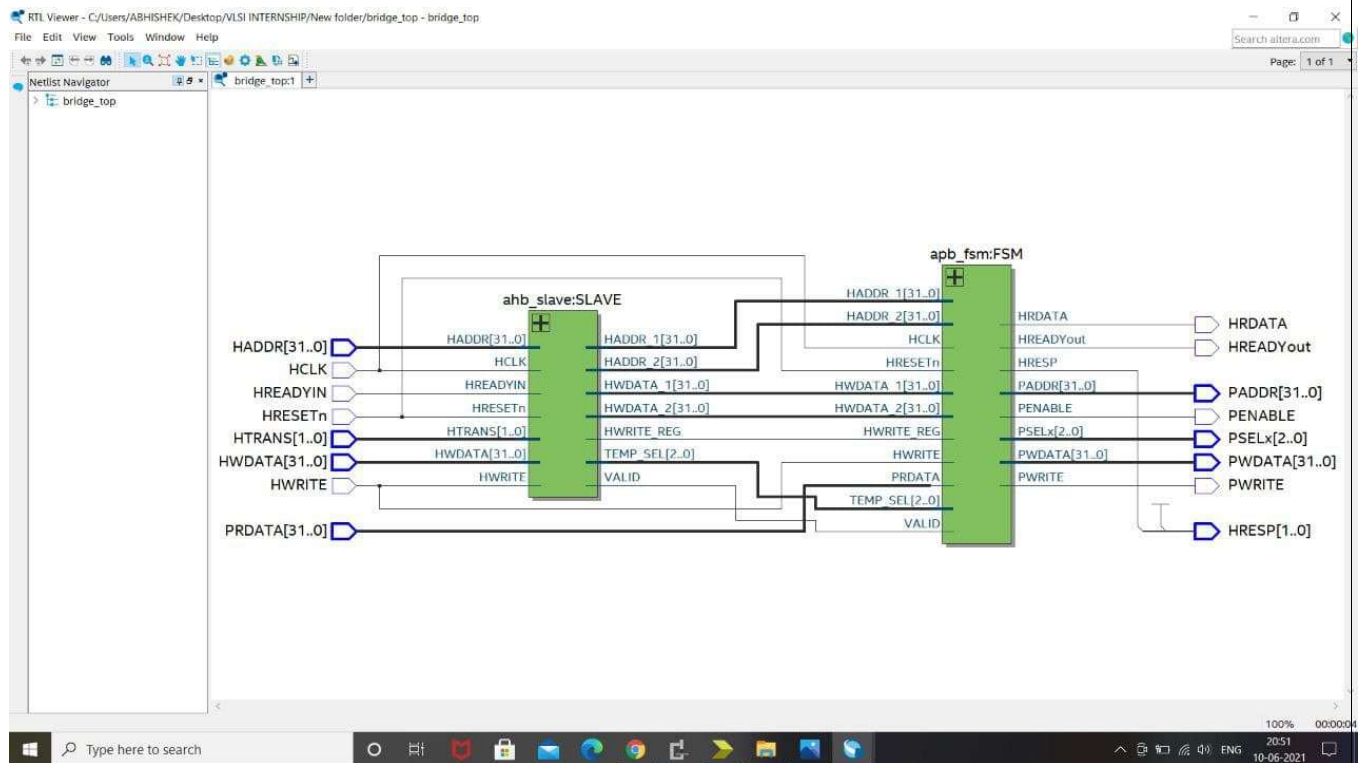 RTL Viewer - C:/Users/ABHISHEK/Desktop/VLSI INTERNSHIP/New folder/bridge_top - bridge_top
File Edit View Tools Window Help
Search altera.com
Page: 1 of 1
Netlist Navigator
bridge_top:1
bridge_top
apb_fsm:FSM
ahb_slave:SLAVE
HADDR[31..0]
HCLK
HREADYIN
HRESETn
HTRANS[1..0]
HWDATA[31..0]
HWRITE
PRDATA[31..0]
HADDR[31..0]
HCLK
HREADYIN
HRESETn
HTRANS[1..0]
HWDATA[31..0]
HWRITE
HADDR_1[31..0]
HADDR_2[31..0]
HWDATA_1[31..0]
HWDATA_2[31..0]
HWRITE_REG
TEMP_SEL[2..0]
VALID
HADDR_1[31..0]
HADDR_2[31..0]
HCLK
HRESETn
HWDATA_1[31..0]
HWDATA_2[31..0]
HWRITE_REG
HWRITE
PRDATA
TEMP_SEL[2..0]
VALID
HRDATA
HREADYout
HRESP
PADDR[31..0]
PENABLE
PSELx[2..0]
PWDATA[31..0]
PWRITE
HRDATA
HREADYout
PADDR[31..0]
PENABLE
PSELx[2..0]
PWDATA[31..0]
PWRITE
HRESP[1..0]
100% 00:00:04
Type here to search
ENG
20:51
10-06-2021